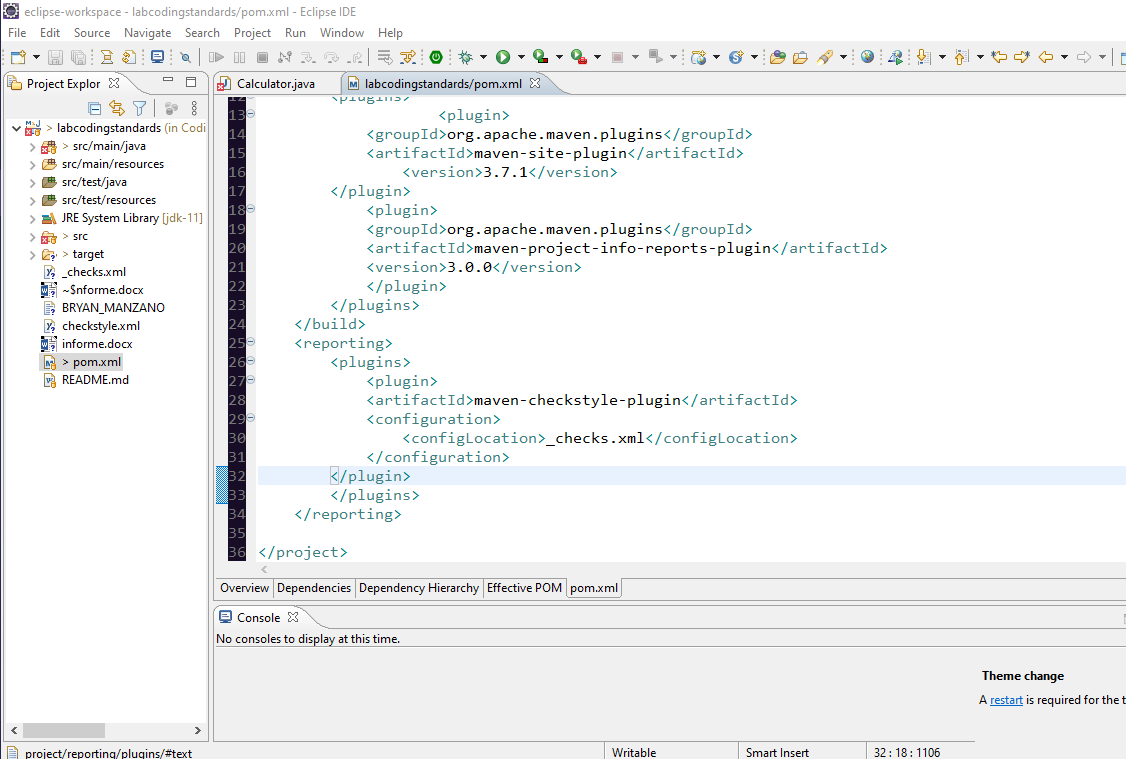 eclipse-workspace - labcodingstandards/pom.xml - Eclipse IDE
File Edit Source Navigate Search Project Run Window Help
Project Explor
labcodingstandards (in Codi
> src/main/java
src/main/resources
src/test/java
src/test/resources
JRE System Library [jdk-11]
> src
> target
_checks.xml
~$nforme.docx
BRYAN_MANZANO
checkstyle.xml
informe.docx
> pom.xml
README.md
Calculator.java
labcodingstandards/pom.xml
12 <plugins>
13 <plugin>
14 <groupId>org.apache.maven.plugins</groupId>
15 <artifactId>maven-site-plugin</artifactId>
16 <version>3.7.1</version>
17 </plugin>
18 <plugin>
19 <groupId>org.apache.maven.plugins</groupId>
20 <artifactId>maven-project-info-reports-plugin</artifactId>
21 <version>3.0.0</version>
22 </plugin>
23 </plugins>
24 </build>
25 <reporting>
26 <plugins>
27 <plugin>
28 <artifactId>maven-checkstyle-plugin</artifactId>
29 <configuration>
30 <configLocation>_checks.xml</configLocation>
31 </configuration>
32 </plugin>
33 </plugins>
34 </reporting>
35
36 </project>
Overview Dependencies Dependency Hierarchy Effective POM pom.xml
Console
No consoles to display at this time.
Theme change
A restart is required for the t
project/reporting/plugins/#text
Writable
Smart Insert
32 : 18 : 1106